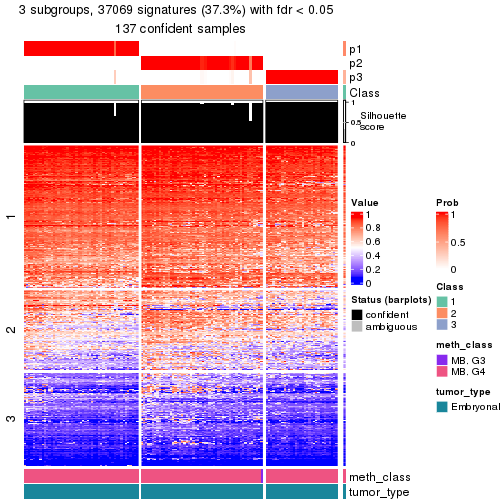 3 subgroups, 37069 signatures (37.3%) with fdr < 0.05
137 confident samples
p1
p2
p3
Class
1
0.5
0
Silhouette
score
1
2
3
meth_class
tumor_type
Value
1
0.8
0.6
0.4
0.2
0
Status (barplots)
confident
ambiguous
Prob
1
0.5
0
Class
1
2
3
meth_class
MB. G3
MB. G4
tumor_type
Embryonal